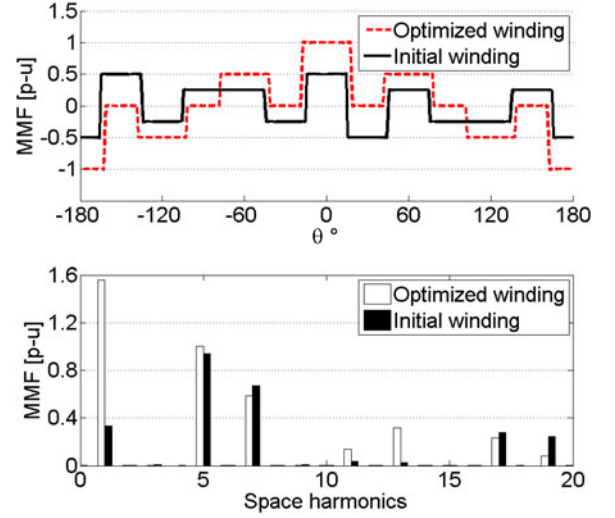 1.5
1
0.5
0
-0.5
-1
MMF [p-u]
Optimized winding
Initial winding
-180 -120 -60 0 60 120 180
θ °
1.6
1.2
0.8
0.4
0
MMF [p-u]
Optimized winding
Initial winding
0 5 10 15 20
Space harmonics